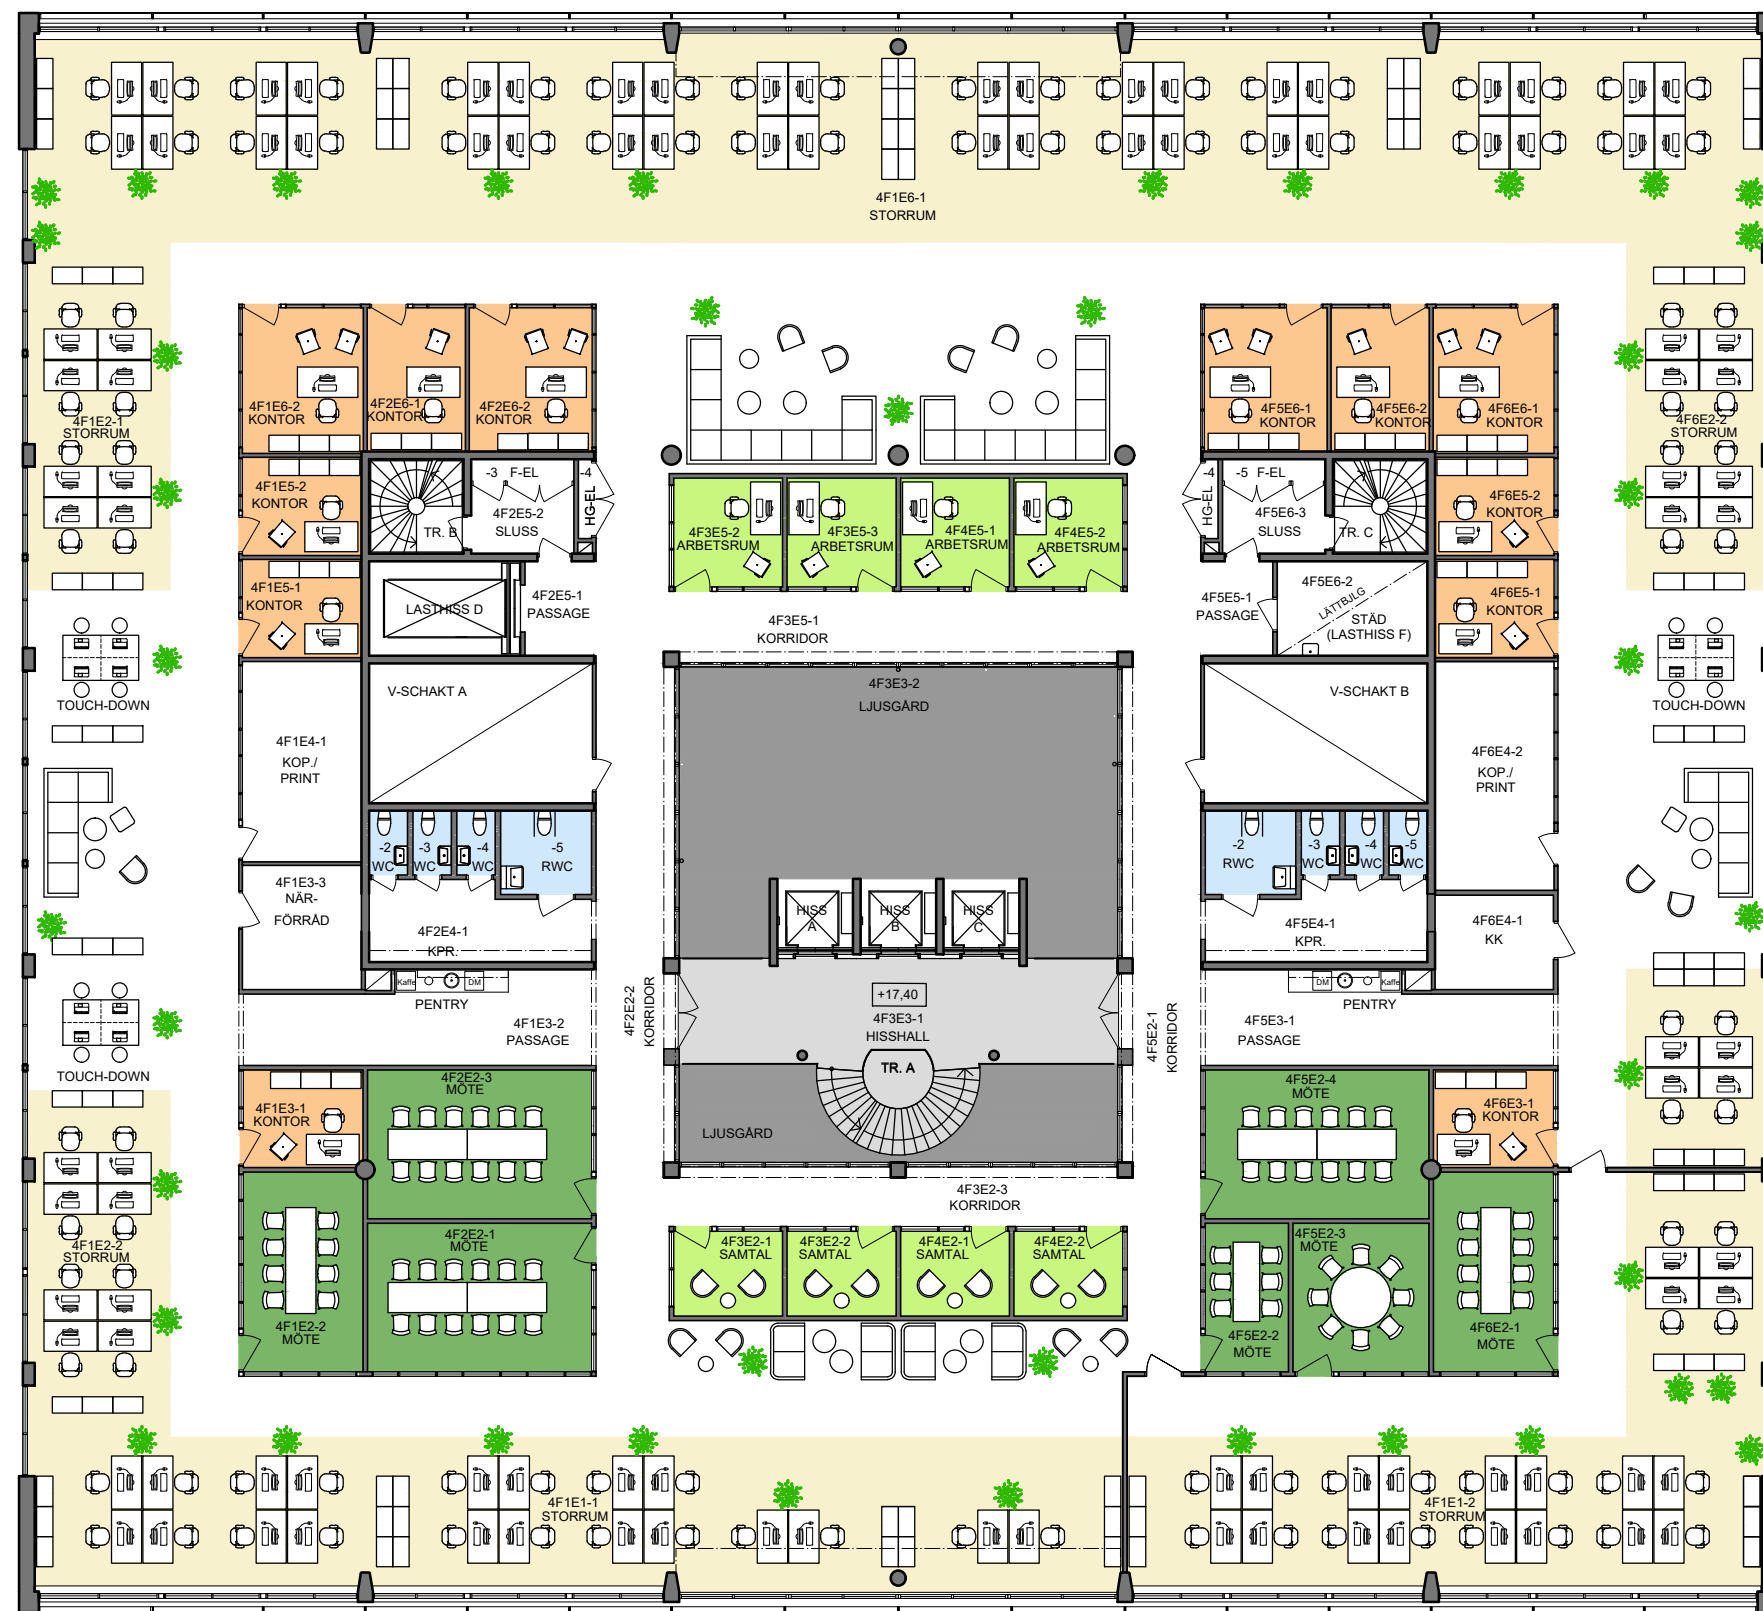 4F1E6-1
STORRUM
4F1E6-2
KONTOR
4F2E6-1
KONTOR
4F2E6-2
KONTOR
4F5E6-1
KONTOR
4F5E6-2
KONTOR
4F6E6-1
KONTOR
4F1E2-1
STORRUM
4F6E2-2
STORRUM
4F1E5-2
KONTOR
TR. B
-3 F-EL
4F2E5-2
SLUSS
-4
HG-EL
4F3E5-2
ARBETSRUM
4F3E5-3
ARBETSRUM
4F4E5-1
ARBETSRUM
4F4E5-2
ARBETSRUM
-4
HG-EL
-5 F-EL
4F5E6-3
SLUSS
TR. C
4F6E5-2
KONTOR
4F1E5-1
KONTOR
LASTHISS D
4F2E5-1
PASSAGE
4F3E5-1
KORRIDOR
4F5E5-1
PASSAGE
4F5E6-2
LÄTTBJLG
STÄD
(LASTHISS F)
4F6E5-1
KONTOR
TOUCH-DOWN
V-SCHAKT A
4F3E3-2
LJUSGÅRD
V-SCHAKT B
TOUCH-DOWN
4F1E4-1
KOP./
PRINT
4F6E4-2
KOP./
PRINT
-2
WC
-3
WC
-4
WC
-5
RWC
-2
RWC
-3
WC
-4
WC
-5
WC
4F1E3-3
NÄR-
FÖRRÅD
4F2E4-1
KPR.
HISS
A
HISS
B
HISS
C
4F5E4-1
KPR.
4F6E4-1
KK
Kaffe
DM
PENTRY
4F1E3-2
PASSAGE
4F2E2-2
KORRIDOR
+17,40
4F3E3-1
HISSHALL
TR. A
4F5E2-1
KORRIDOR
DM
Kaffe
PENTRY
4F5E3-1
PASSAGE
TOUCH-DOWN
4F1E3-1
KONTOR
4F2E2-3
MÖTE
LJUSGÅRD
4F5E2-4
MÖTE
4F6E3-1
KONTOR
4F3E2-3
KORRIDOR
4F1E2-2
STORRUM
4F2E2-1
MÖTE
4F3E2-1
SAMTAL
4F3E2-2
SAMTAL
4F4E2-1
SAMTAL
4F4E2-2
SAMTAL
4F5E2-3
MÖTE
4F1E2-2
MÖTE
4F5E2-2
MÖTE
4F6E2-1
MÖTE
4F1E1-1
STORRUM
4F1E1-2
STORRUM